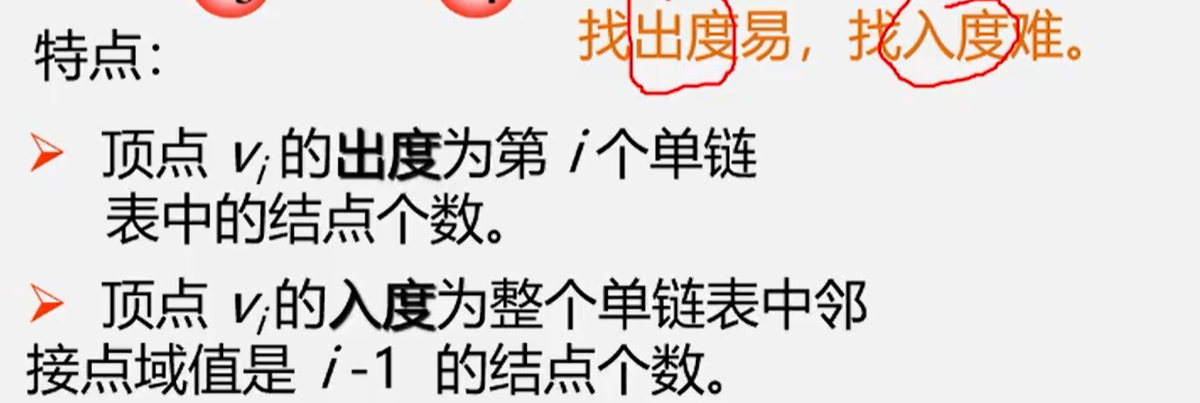 找出度易，找入度难。
特点：
➢ 顶点 vi 的出度为第 i 个单链
表中的结点个数。
➢ 顶点 vi 的入度为整个单链表中邻
接点域值是 i -1 的结点个数。